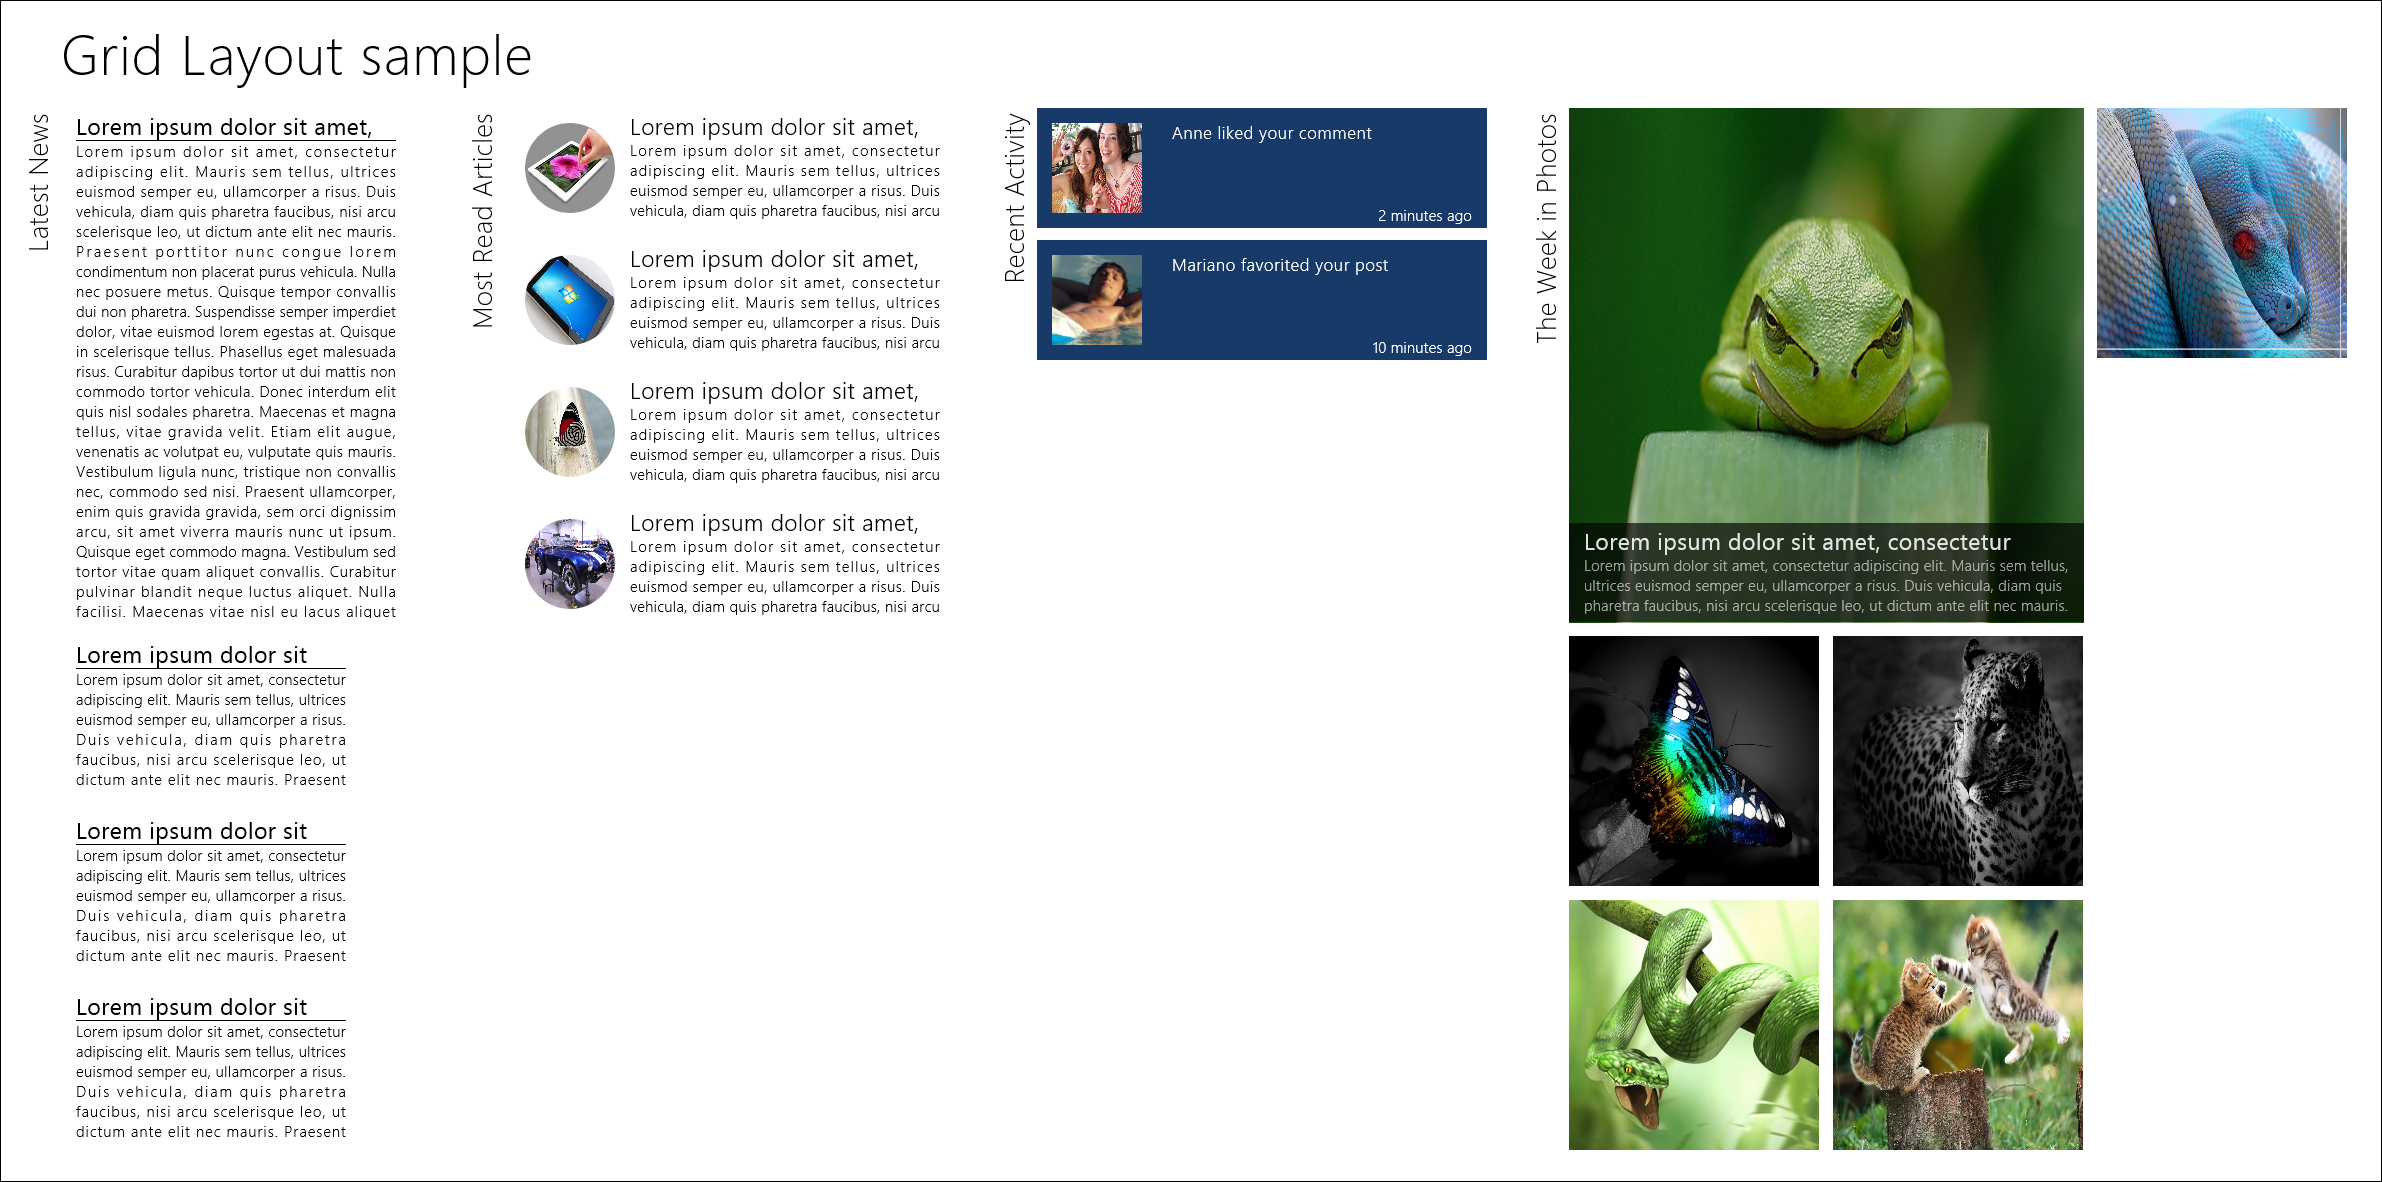 Grid Layout sample
Latest News
Lorem ipsum dolor sit amet,
Lorem ipsum dolor sit amet, consectetur
adipiscing elit. Mauris sem tellus, ultrices
euismod semper eu, ullamcorper a risus. Duis
vehicula, diam quis pharetra faucibus, nisi arcu
scelerisque leo, ut dictum ante elit nec mauris.
Praesent porttitor nunc congue lorem
condimentum non placerat purus vehicula. Nulla
nec posuere metus. Quisque tempor convallis
dui non pharetra. Suspendisse semper imperdiet
dolor, vitae euismod lorem egestas at. Quisque
in scelerisque tellus. Phasellus eget malesuada
risus. Curabitur dapibus tortor ut dui mattis non
commodo tortor vehicula. Donec interdum elit
quis nisl sodales pharetra. Maecenas et magna
tellus, vitae gravida velit. Etiam elit augue,
venenatis ac volutpat eu, vulputate quis mauris.
Vestibulum ligula nunc, tristique non convallis
nec, commodo sed nisi. Praesent ullamcorper,
enim quis gravida gravida, sem orci dignissim
arcu, sit amet viverra mauris nunc ut ipsum.
Quisque eget commodo magna. Vestibulum sed
tortor vitae quam aliquet convallis. Curabitur
pulvinar blandit neque luctus aliquet. Nulla
facilisi. Maecenas vitae nisl eu lacus aliquet
Lorem ipsum dolor sit
Lorem ipsum dolor sit amet, consectetur
adipiscing elit. Mauris sem tellus, ultrices
euismod semper eu, ullamcorper a risus.
Duis vehicula, diam quis pharetra
faucibus, nisi arcu scelerisque leo, ut
dictum ante elit nec mauris. Praesent
Lorem ipsum dolor sit
Lorem ipsum dolor sit amet, consectetur
adipiscing elit. Mauris sem tellus, ultrices
euismod semper eu, ullamcorper a risus.
Duis vehicula, diam quis pharetra
faucibus, nisi arcu scelerisque leo, ut
dictum ante elit nec mauris. Praesent
Lorem ipsum dolor sit
Lorem ipsum dolor sit amet, consectetur
adipiscing elit. Mauris sem tellus, ultrices
euismod semper eu, ullamcorper a risus.
Duis vehicula, diam quis pharetra
faucibus, nisi arcu scelerisque leo, ut
dictum ante elit nec mauris. Praesent
Most Read Articles
Lorem ipsum dolor sit amet,
Lorem ipsum dolor sit amet, consectetur
adipiscing elit. Mauris sem tellus, ultrices
euismod semper eu, ullamcorper a risus. Duis
vehicula, diam quis pharetra faucibus, nisi arcu
Lorem ipsum dolor sit amet,
Lorem ipsum dolor sit amet, consectetur
adipiscing elit. Mauris sem tellus, ultrices
euismod semper eu, ullamcorper a risus. Duis
vehicula, diam quis pharetra faucibus, nisi arcu
Lorem ipsum dolor sit amet,
Lorem ipsum dolor sit amet, consectetur
adipiscing elit. Mauris sem tellus, ultrices
euismod semper eu, ullamcorper a risus. Duis
vehicula, diam quis pharetra faucibus, nisi arcu
Lorem ipsum dolor sit amet,
Lorem ipsum dolor sit amet, consectetur
adipiscing elit. Mauris sem tellus, ultrices
euismod semper eu, ullamcorper a risus. Duis
vehicula, diam quis pharetra faucibus, nisi arcu
Recent Activity
Anne liked your comment
2 minutes ago
Mariano favorited your post
10 minutes ago
The Week in Photos
Lorem ipsum dolor sit amet, consectetur
Lorem ipsum dolor sit amet, consectetur adipiscing elit. Mauris sem tellus,
ultrices euismod semper eu, ullamcorper a risus. Duis vehicula, diam quis
pharetra faucibus, nisi arcu scelerisque leo, ut dictum ante elit nec mauris.